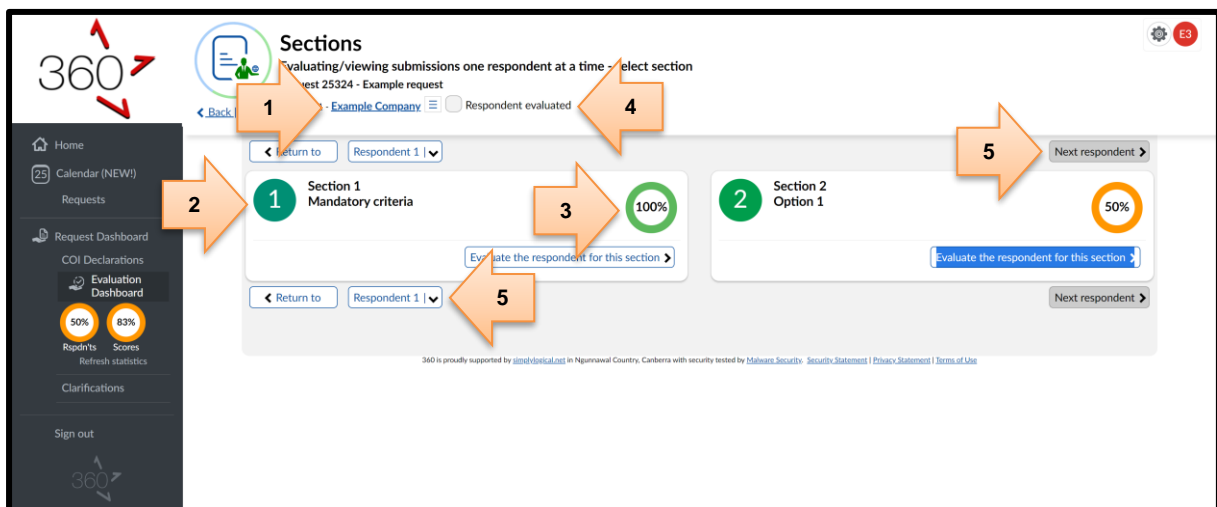 360
Sections
Evaluating/viewing submissions one respondent at a time - select section
25324 - Example request
Back
1
- Example Company
Respondent evaluated
4
E3
Home
25 Calendar (NEW!)
Requests
Request Dashboard
COI Declarations
Evaluation
Dashboard
50% 83%
Rspdn'ts Scores
Refresh statistics
Clarifications
Sign out
360
Return to
Respondent 1 |
5
Next respondent
2
1
Section 1
Mandatory criteria
3
100%
Evaluate the respondent for this section
2
Section 2
Option 1
50%
Evaluate the respondent for this section
Return to
Respondent 1 |
5
Next respondent
360 is proudly supported by simplylogical.net in Ngunnawal Country, Canberra with security tested by Malware Security. Security Statement | Privacy Statement | Terms of Use